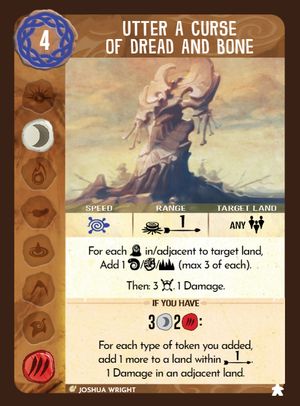 4
UTTER A CURSE
OF DREAD AND BONE
SPEED
RANGE
TARGET LAND
1
ANY
For each in/adjacent to target land,
Add 1 / / (max 3 of each).
Then: 3 . 1 Damage.
IF YOU HAVE
3 2 :
For each type of token you added,
add 1 more to a land within 1 .
1 Damage in an adjacent land.
JOSHUA WRIGHT